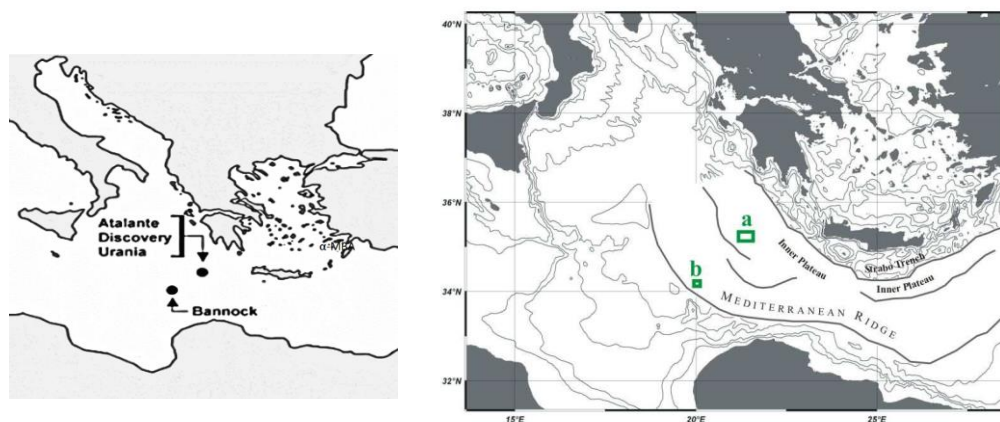 Atalante
Discovery
Urania
Bannock
40°N
38°N
36°N
34°N
32°N
15°E
20°E
25°E
a
b
Inner Plateau
Strabo Trench
Inner Plateau
MEDITERRANEAN RIDGE